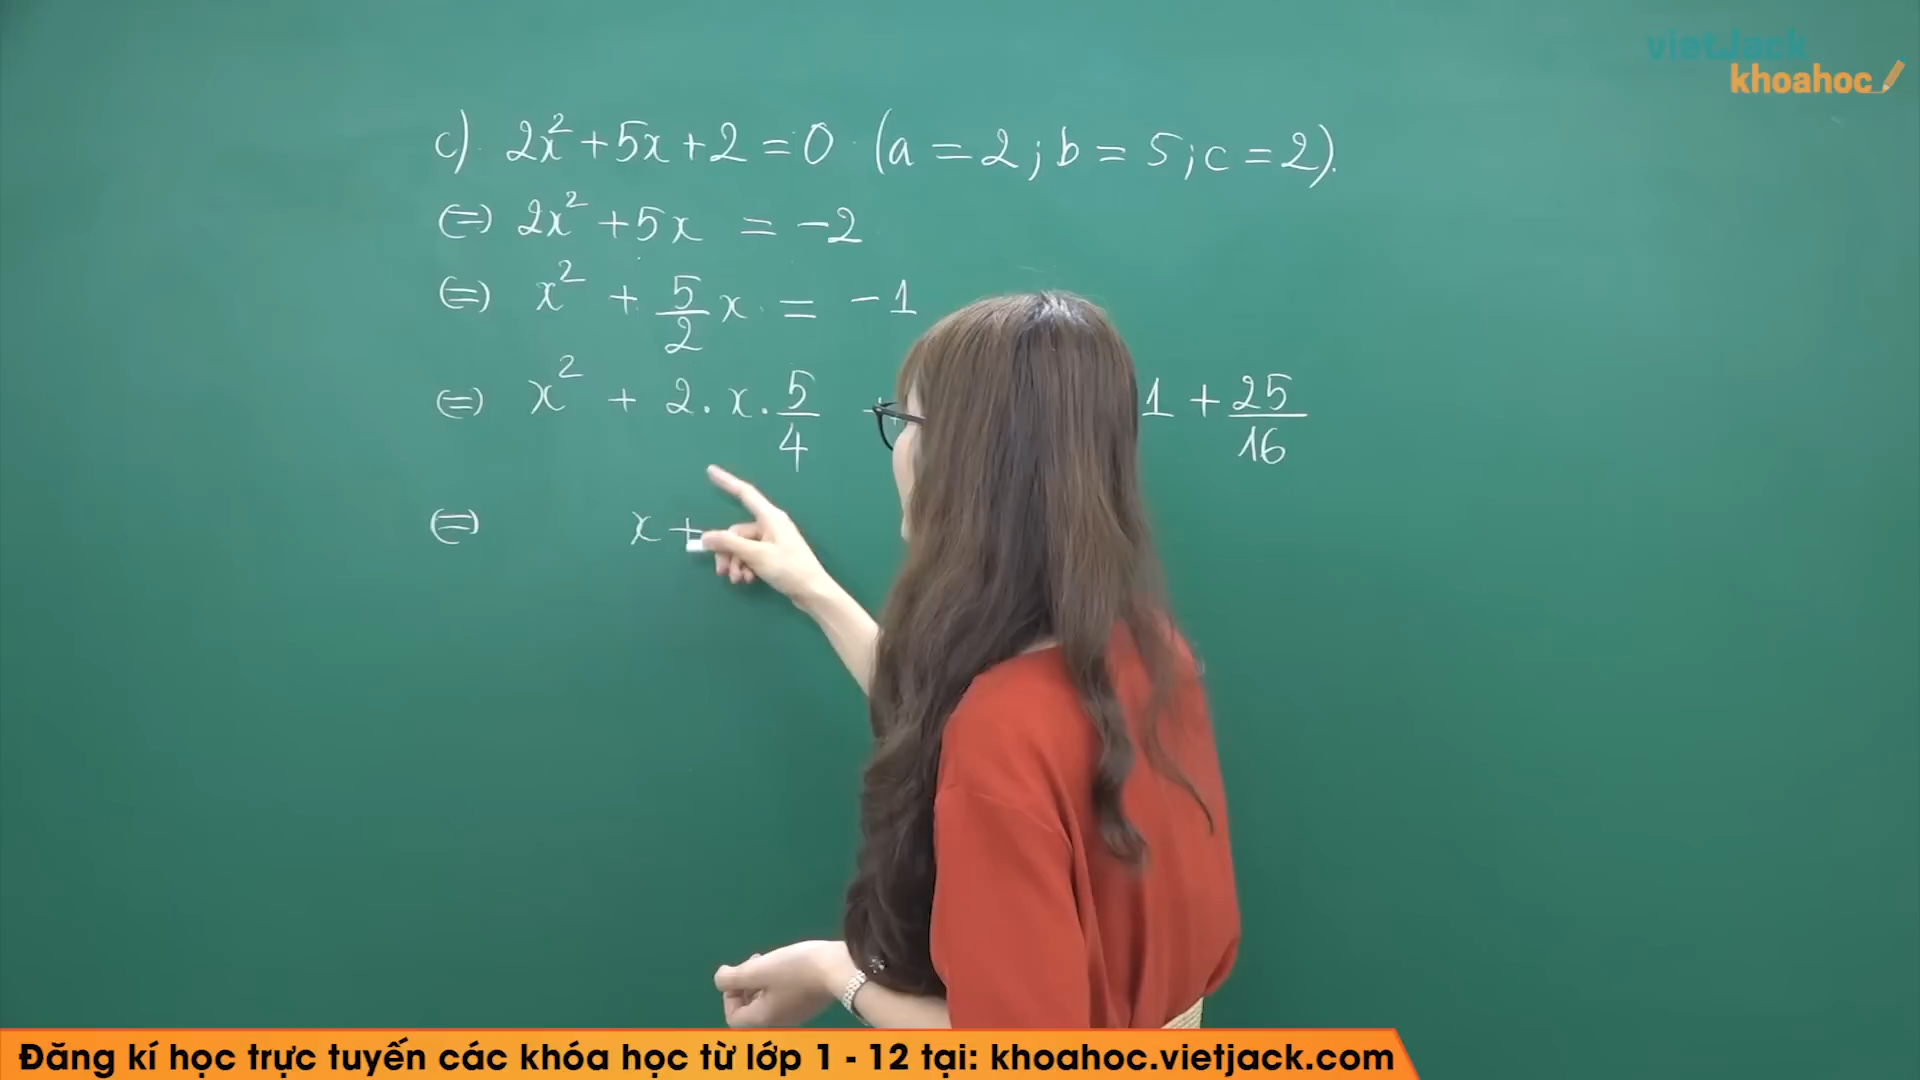 vietJack
khoahoc
c) 2x² + 5x + 2 = 0 (a = 2; b = 5; c = 2).
⇔ 2x² + 5x = -2
⇔ x² + 5/2 x = -1
⇔ x² + 2 . x . 5/4 + 1 + 25/16
⇔ x +
Đăng kí học trực tuyến các khóa học từ lớp 1 - 12 tại: khoahoc.vietjack.com